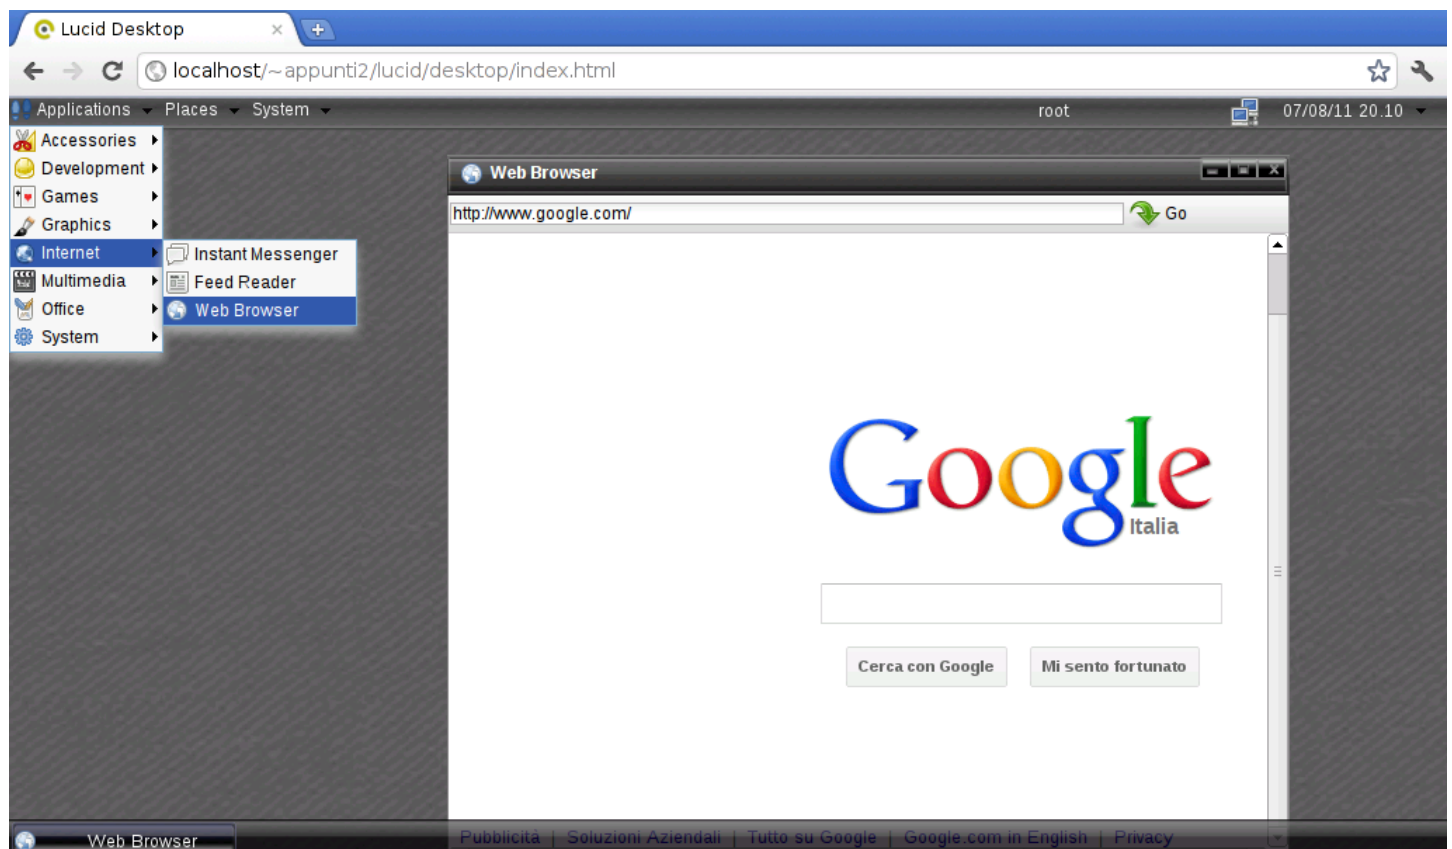 Lucid Desktop
localhost/~appunti2/lucid/desktop/index.html
Applications Places System root 07/08/11 20.10
Accessories
Development
Games
Graphics
Internet
Multimedia
Office
System
Instant Messenger
Feed Reader
Web Browser
Web Browser
http://www.google.com/ Go
Google
Italia
Cerca con Google Mi sento fortunato
Pubblicità | Soluzioni Aziendali | Tutto su Google | Google.com in English | Privacy
Web Browser